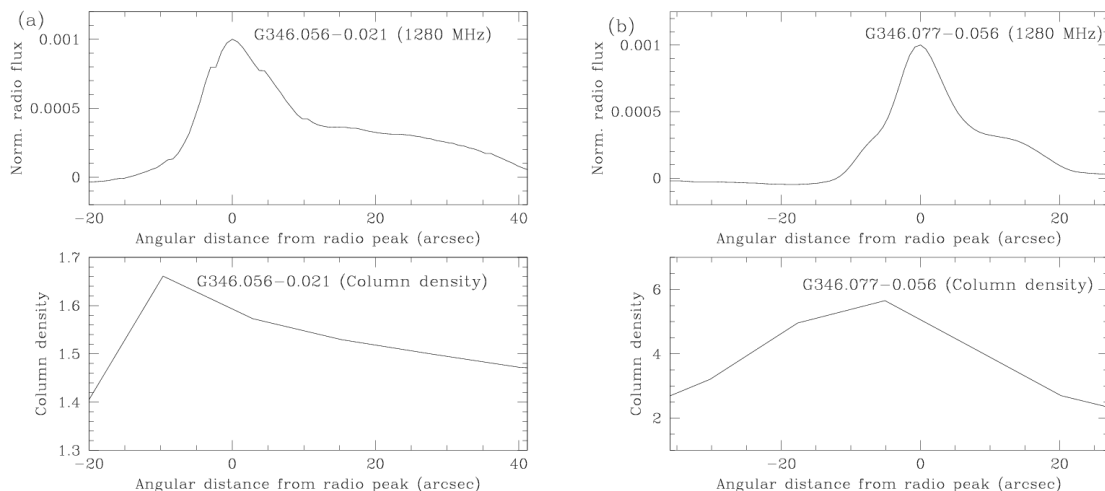 (a)
G346.056−0.021 (1280 MHz)
0.001
0.0005
0
Norm. radio flux
−20 0 20 40
Angular distance from radio peak (arcsec)
G346.056−0.021 (Column density)
1.7
1.6
1.5
1.4
1.3
Column density
−20 0 20 40
Angular distance from radio peak (arcsec)
(b)
G346.077−0.056 (1280 MHz)
0.001
0.0005
0
Norm. radio flux
−20 0 20
Angular distance from radio peak (arcsec)
G346.077−0.056 (Column density)
6
4
2
Column density
−20 0 20
Angular distance from radio peak (arcsec)